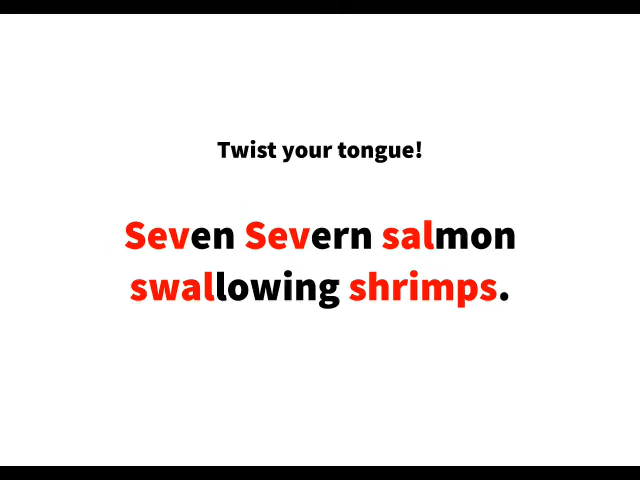 Twist your tongue!
Seven Severn salmon
swallowing shrimps.